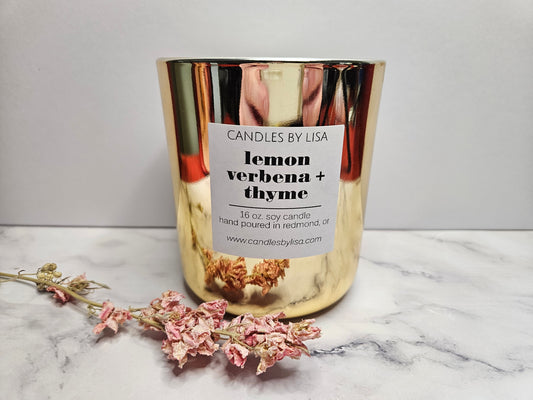 CANDLES BY LISA
lemon
verbena +
thyme
16 oz. soy candle
hand poured in redmond, or
www.candlesbylisa.com